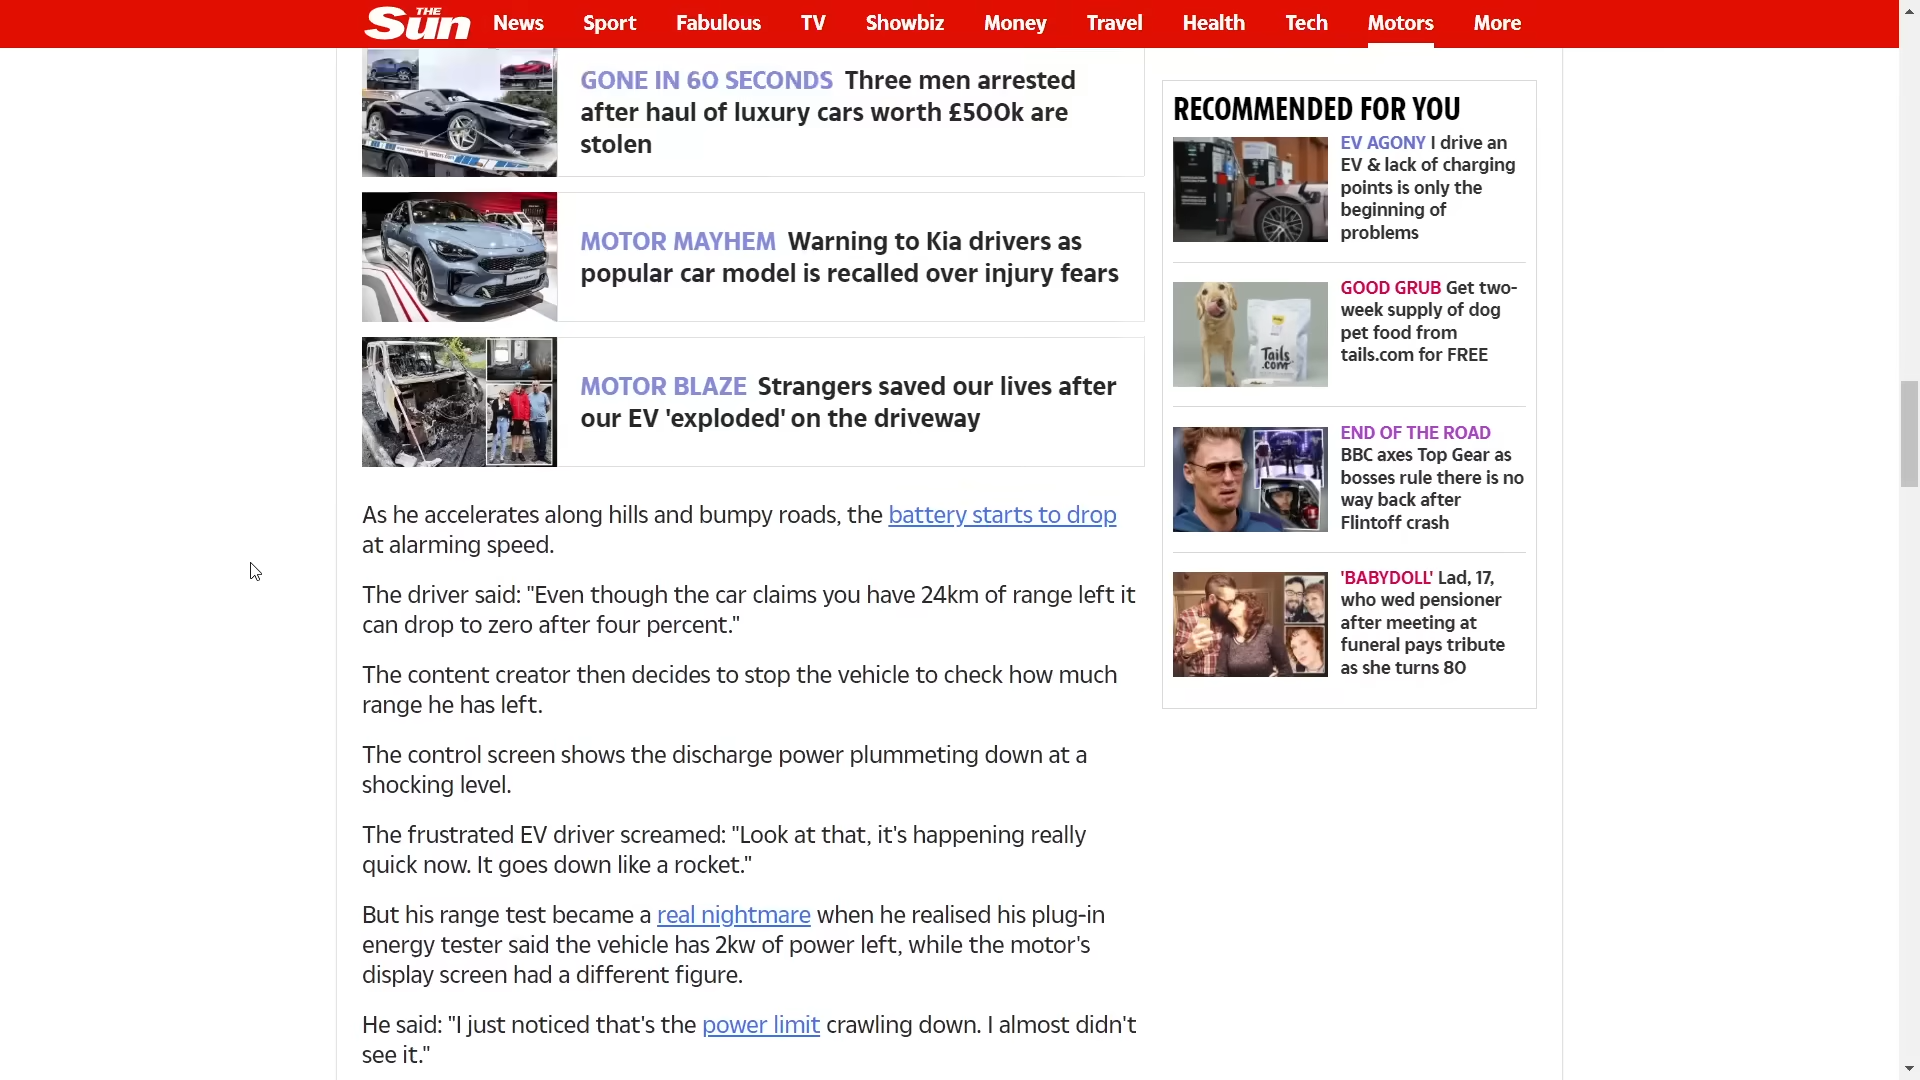 THE Sun
News Sport Fabulous TV Showbiz Money Travel Health Tech Motors More
GONE IN 60 SECONDS Three men arrested
after haul of luxury cars worth £500k are
stolen
MOTOR MAYHEM Warning to Kia drivers as
popular car model is recalled over injury fears
MOTOR BLAZE Strangers saved our lives after
our EV 'exploded' on the driveway
As he accelerates along hills and bumpy roads, the battery starts to drop
at alarming speed.
The driver said: "Even though the car claims you have 24km of range left it
can drop to zero after four percent."
The content creator then decides to stop the vehicle to check how much
range he has left.
The control screen shows the discharge power plummeting down at a
shocking level.
The frustrated EV driver screamed: "Look at that, it's happening really
quick now. It goes down like a rocket."
But his range test became a real nightmare when he realised his plug-in
energy tester said the vehicle has 2kw of power left, while the motor's
display screen had a different figure.
He said: "I just noticed that's the power limit crawling down. I almost didn't
see it."
RECOMMENDED FOR YOU
EV AGONY I drive an
EV & lack of charging
points is only the
beginning of
problems
Tails
.com
GOOD GRUB Get two-
week supply of dog
pet food from
tails.com for FREE
END OF THE ROAD
BBC axes Top Gear as
bosses rule there is no
way back after
Flintoff crash
'BABYDOLL' Lad, 17,
who wed pensioner
after meeting at
funeral pays tribute
as she turns 80